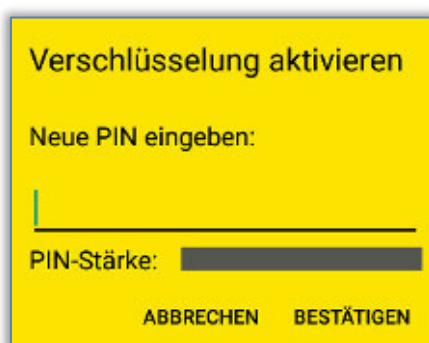 Verschlüsselung aktivieren
Neue PIN eingeben:
PIN-Stärke:
ABBRECHEN BESTÄTIGEN